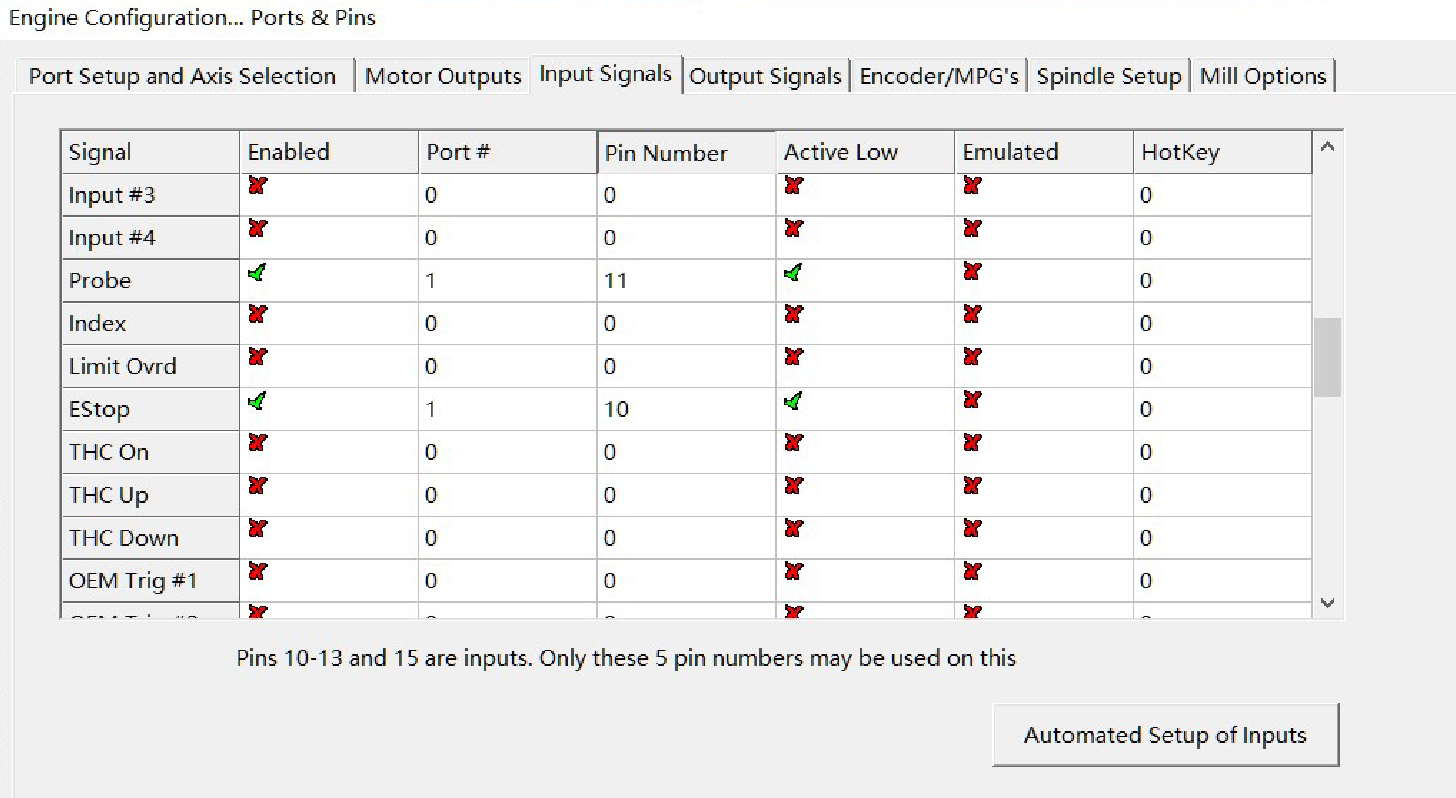 Engine Configuration... Ports & Pins
Port Setup and Axis Selection Motor Outputs Input Signals Output Signals Encoder/MPG's Spindle Setup Mill Options
Signal Enabled Port # Pin Number Active Low Emulated HotKey
Input #3 0 0 0
Input #4 0 0 0
Probe 1 11 0
Index 0 0 0
Limit Ovrd 0 0 0
EStop 1 10 0
THC On 0 0 0
THC Up 0 0 0
THC Down 0 0 0
OEM Trig #1 0 0 0
Pins 10-13 and 15 are inputs. Only these 5 pin numbers may be used on this
Automated Setup of Inputs